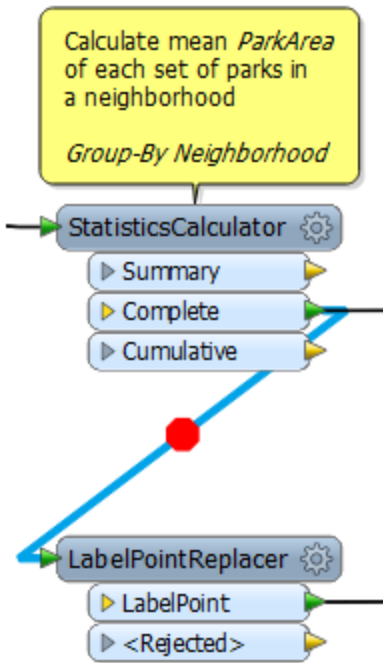 Calculate mean ParkArea
of each set of parks in
a neighborhood
Group-By Neighborhood
StatisticsCalculator
Summary
Complete
Cumulative
LabelPointReplacer
LabelPoint
<Rejected>